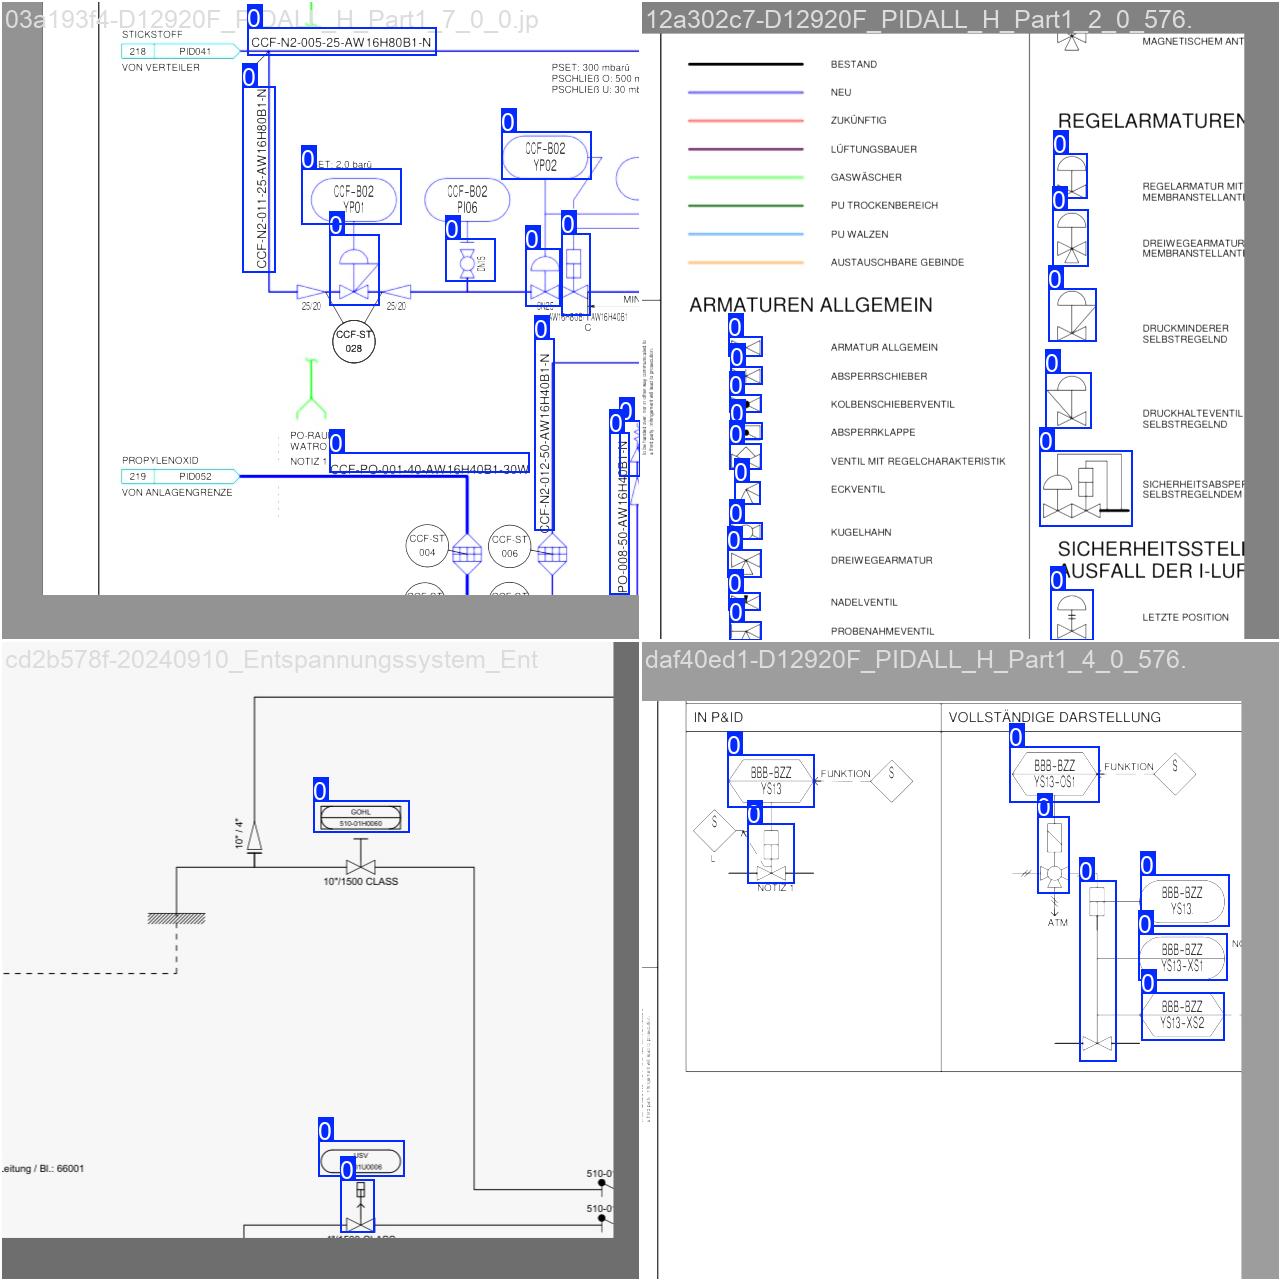 03a193f4-D12920F_PIDALL_H_Part1_7_0_0.jp
STICKSTOFF
218 PID041
VON VERTEILER
0
CCF-N2-005-25-AW16H80B1-N
0
CCF-N2-011-25-AW16H80B1-N
PSET: 300 mbarü
PSCHLIEß O: 500 m
PSCHLIEß U: 30 mb
0
ET: 2,0 barü
CCF-B02
YP01
CCF-B02
PI06
0
CCF-B02
YP02
0
0
DN15
0
0
25/20
25/20
DN25
MIN
C
CCF-ST
028
0
CCF-N2-012-50-AW16H40B1-N
PO-RAU
WATRO
NOTIZ 1
0
CCF-PO-001-40-AW16H40B1-30W
0
0
PO-008-50-AW16H40B1-N
PROPYLENOXID
219 PID052
VON ANLAGENGRENZE
CCF-ST
004
CCF-ST
006
12a302c7-D12920F_PIDALL_H_Part1_2_0_576.
MAGNETISCHEM ANT
BESTAND
NEU
ZUKÜNFTIG
LÜFTUNGSBAUER
GASWÄSCHER
PU TROCKENBEREICH
PU WALZEN
AUSTAUSCHBARE GEBINDE
ARMATUREN ALLGEMEIN
0
ARMATUR ALLGEMEIN
0
ABSPERRSCHIEBER
0
KOLBENSCHIEBERVENTIL
0
ABSPERRKLAPPE
0
VENTIL MIT REGELCHARAKTERISTIK
0
ECKVENTIL
0
KUGELHAHN
0
DREIWEGEARMATUR
0
NADELVENTIL
0
PROBENAHMEVENTIL
REGELARMATUREN
0
REGELARMATUR MIT
MEMBRANSTELLANTI
0
DREIWEGEARMATUR
MEMBRANSTELLANTI
0
DRUCKMINDERER
SELBSTREGELND
0
DRUCKHALTEVENTIL
SELBSTREGELND
0
SICHERHEITSABSPER
SELBSTREGELNDEM
SICHERHEITSSTELL
AUSFALL DER I-LUF
0
LETZTE POSITION
cd2b578f-20240910_Entspannungssystem_Ent
0
GOHL
510-01H0060
10" / 4"
10"/1500 CLASS
0
USV
01U0006
0
.eitung / Bl.: 66001
510-0
510-0
1"/1500 CLASS
daf40ed1-D12920F_PIDALL_H_Part1_4_0_576.
IN P&ID
VOLLSTÄNDIGE DARSTELLUNG
0
BBB-BZZ
YS13
FUNKTION
S
0
S
L
NOTIZ 1
0
BBB-BZZ
YS13-OS1
FUNKTION
S
0
ATM
0
0
BBB-BZZ
YS13
0
BBB-BZZ
YS13-XS1
NO
0
BBB-BZZ
YS13-XS2